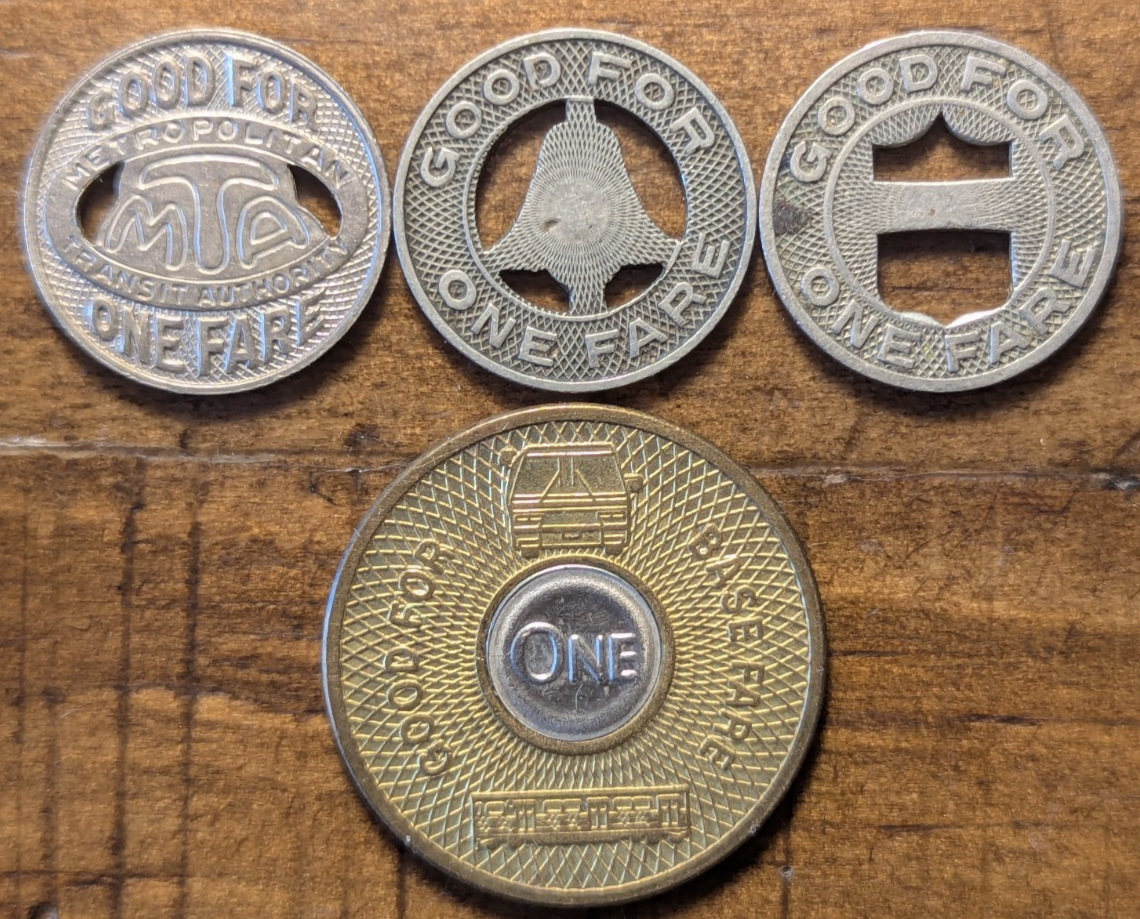 GOOD FOR
METROPOLITAN
MTA
TRANSIT AUTHORITY
ONE FARE
GOOD FOR
ONE FARE
GOOD FOR
ONE FARE
GOOD FOR
ONE
BASE FARE